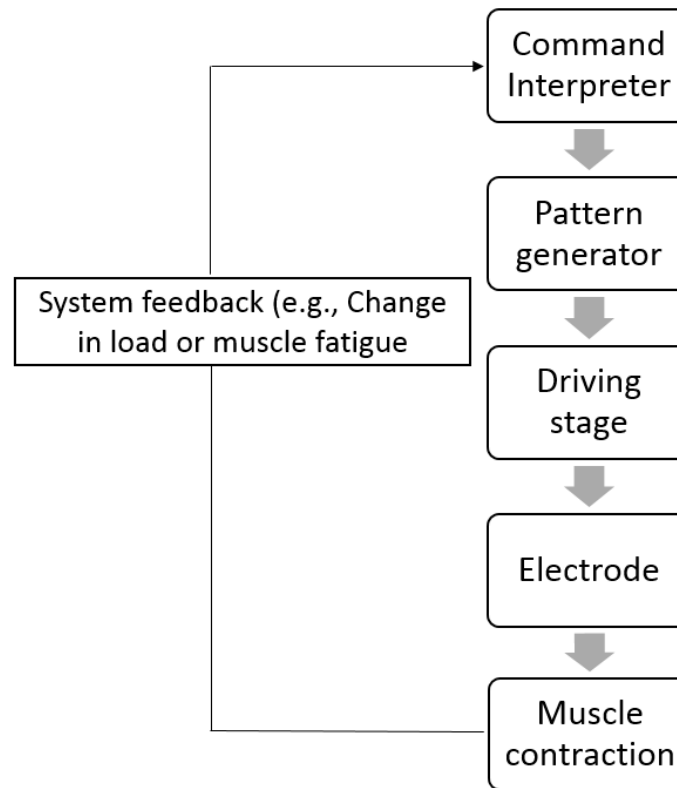 Command
Interpreter
Pattern
generator
System feedback (e.g., Change
in load or muscle fatigue
Driving
stage
Electrode
Muscle
contraction